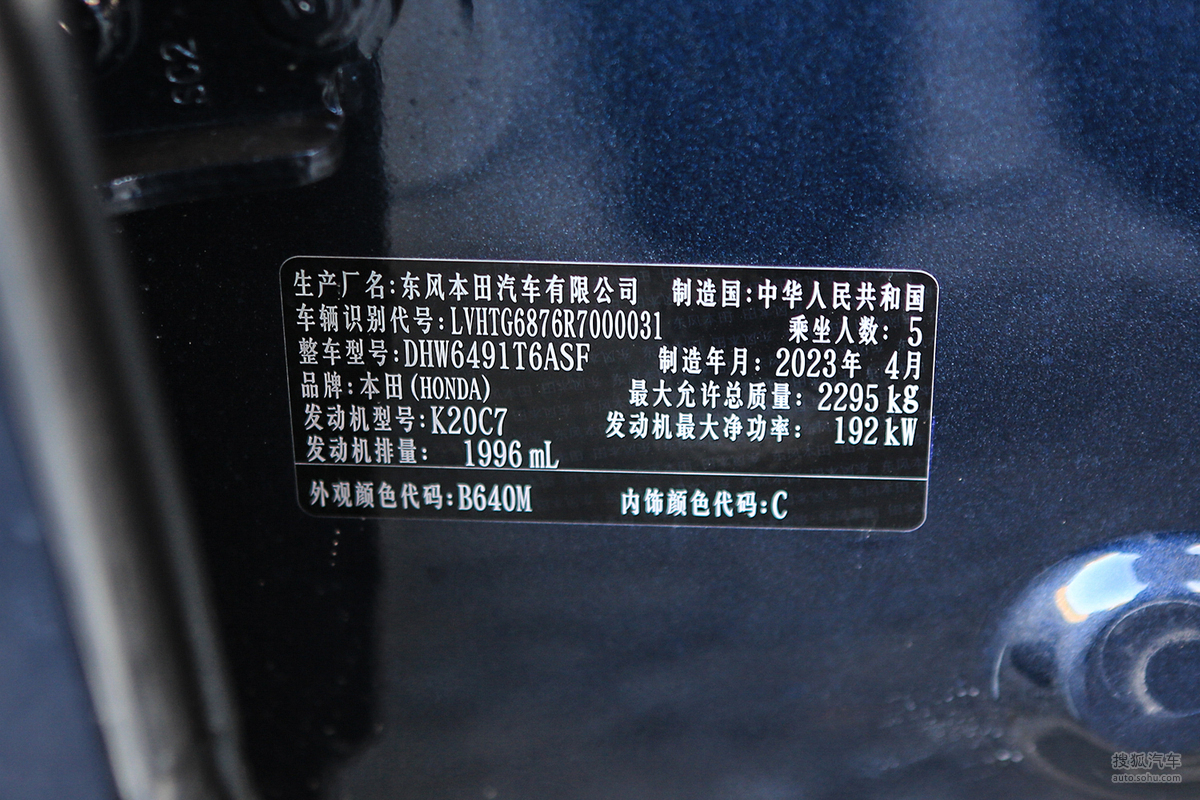 生产厂名:东风本田汽车有限公司 制造国:中华人民共和国
车辆识别代号:LVHTG6876R7000031 乘坐人数: 5
整车型号:DHW6491T6ASF 制造年月: 2023年 4月
品牌:本田(HONDA) 最大允许总质量: 2295 kg
发动机型号:K20C7 发动机最大净功率: 192 kW
发动机排量: 1996 mL
外观颜色代码:B640M 内饰颜色代码:C
搜狐汽车
auto.sohu.com